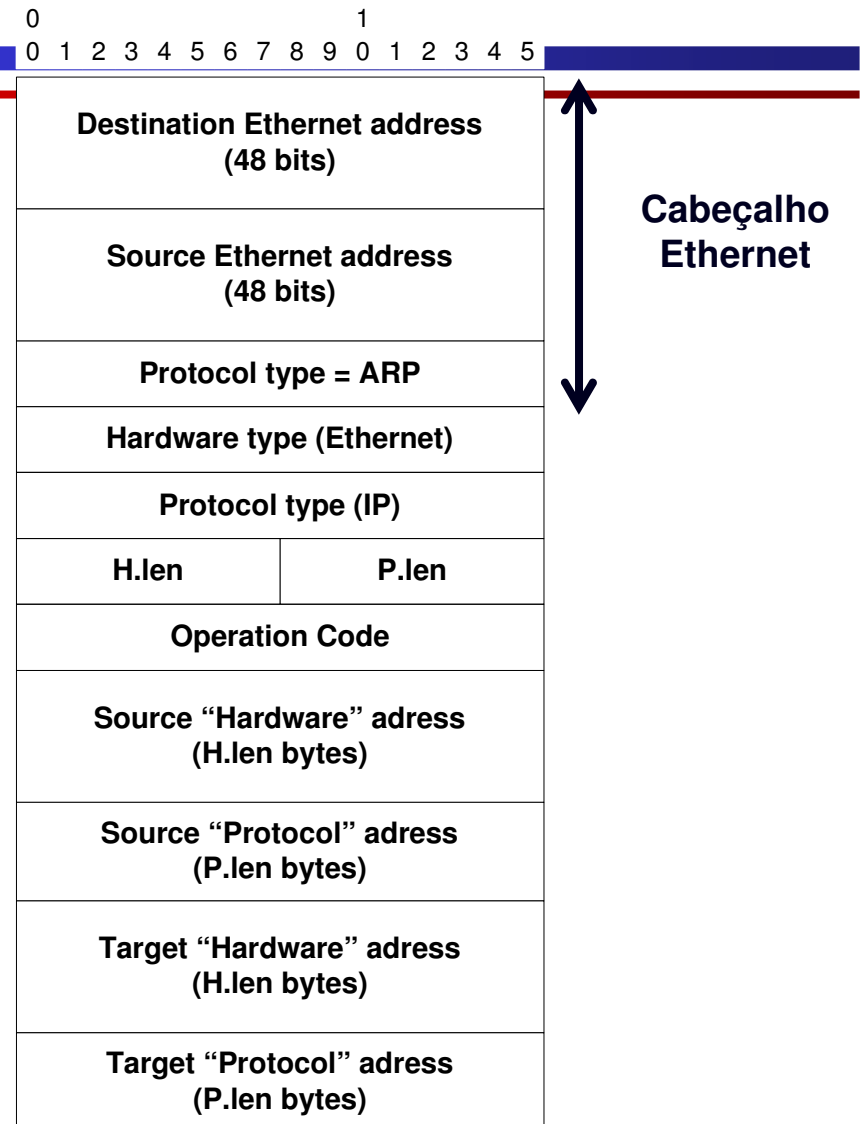 0 1
0 1 2 3 4 5 6 7 8 9 0 1 2 3 4 5
Destination Ethernet address
(48 bits)
Cabeçalho
Ethernet
Source Ethernet address
(48 bits)
Protocol type = ARP
Hardware type (Ethernet)
Protocol type (IP)
H.len P.len
Operation Code
Source “Hardware” adress
(H.len bytes)
Source “Protocol” adress
(P.len bytes)
Target “Hardware” adress
(H.len bytes)
Target “Protocol” adress
(P.len bytes)